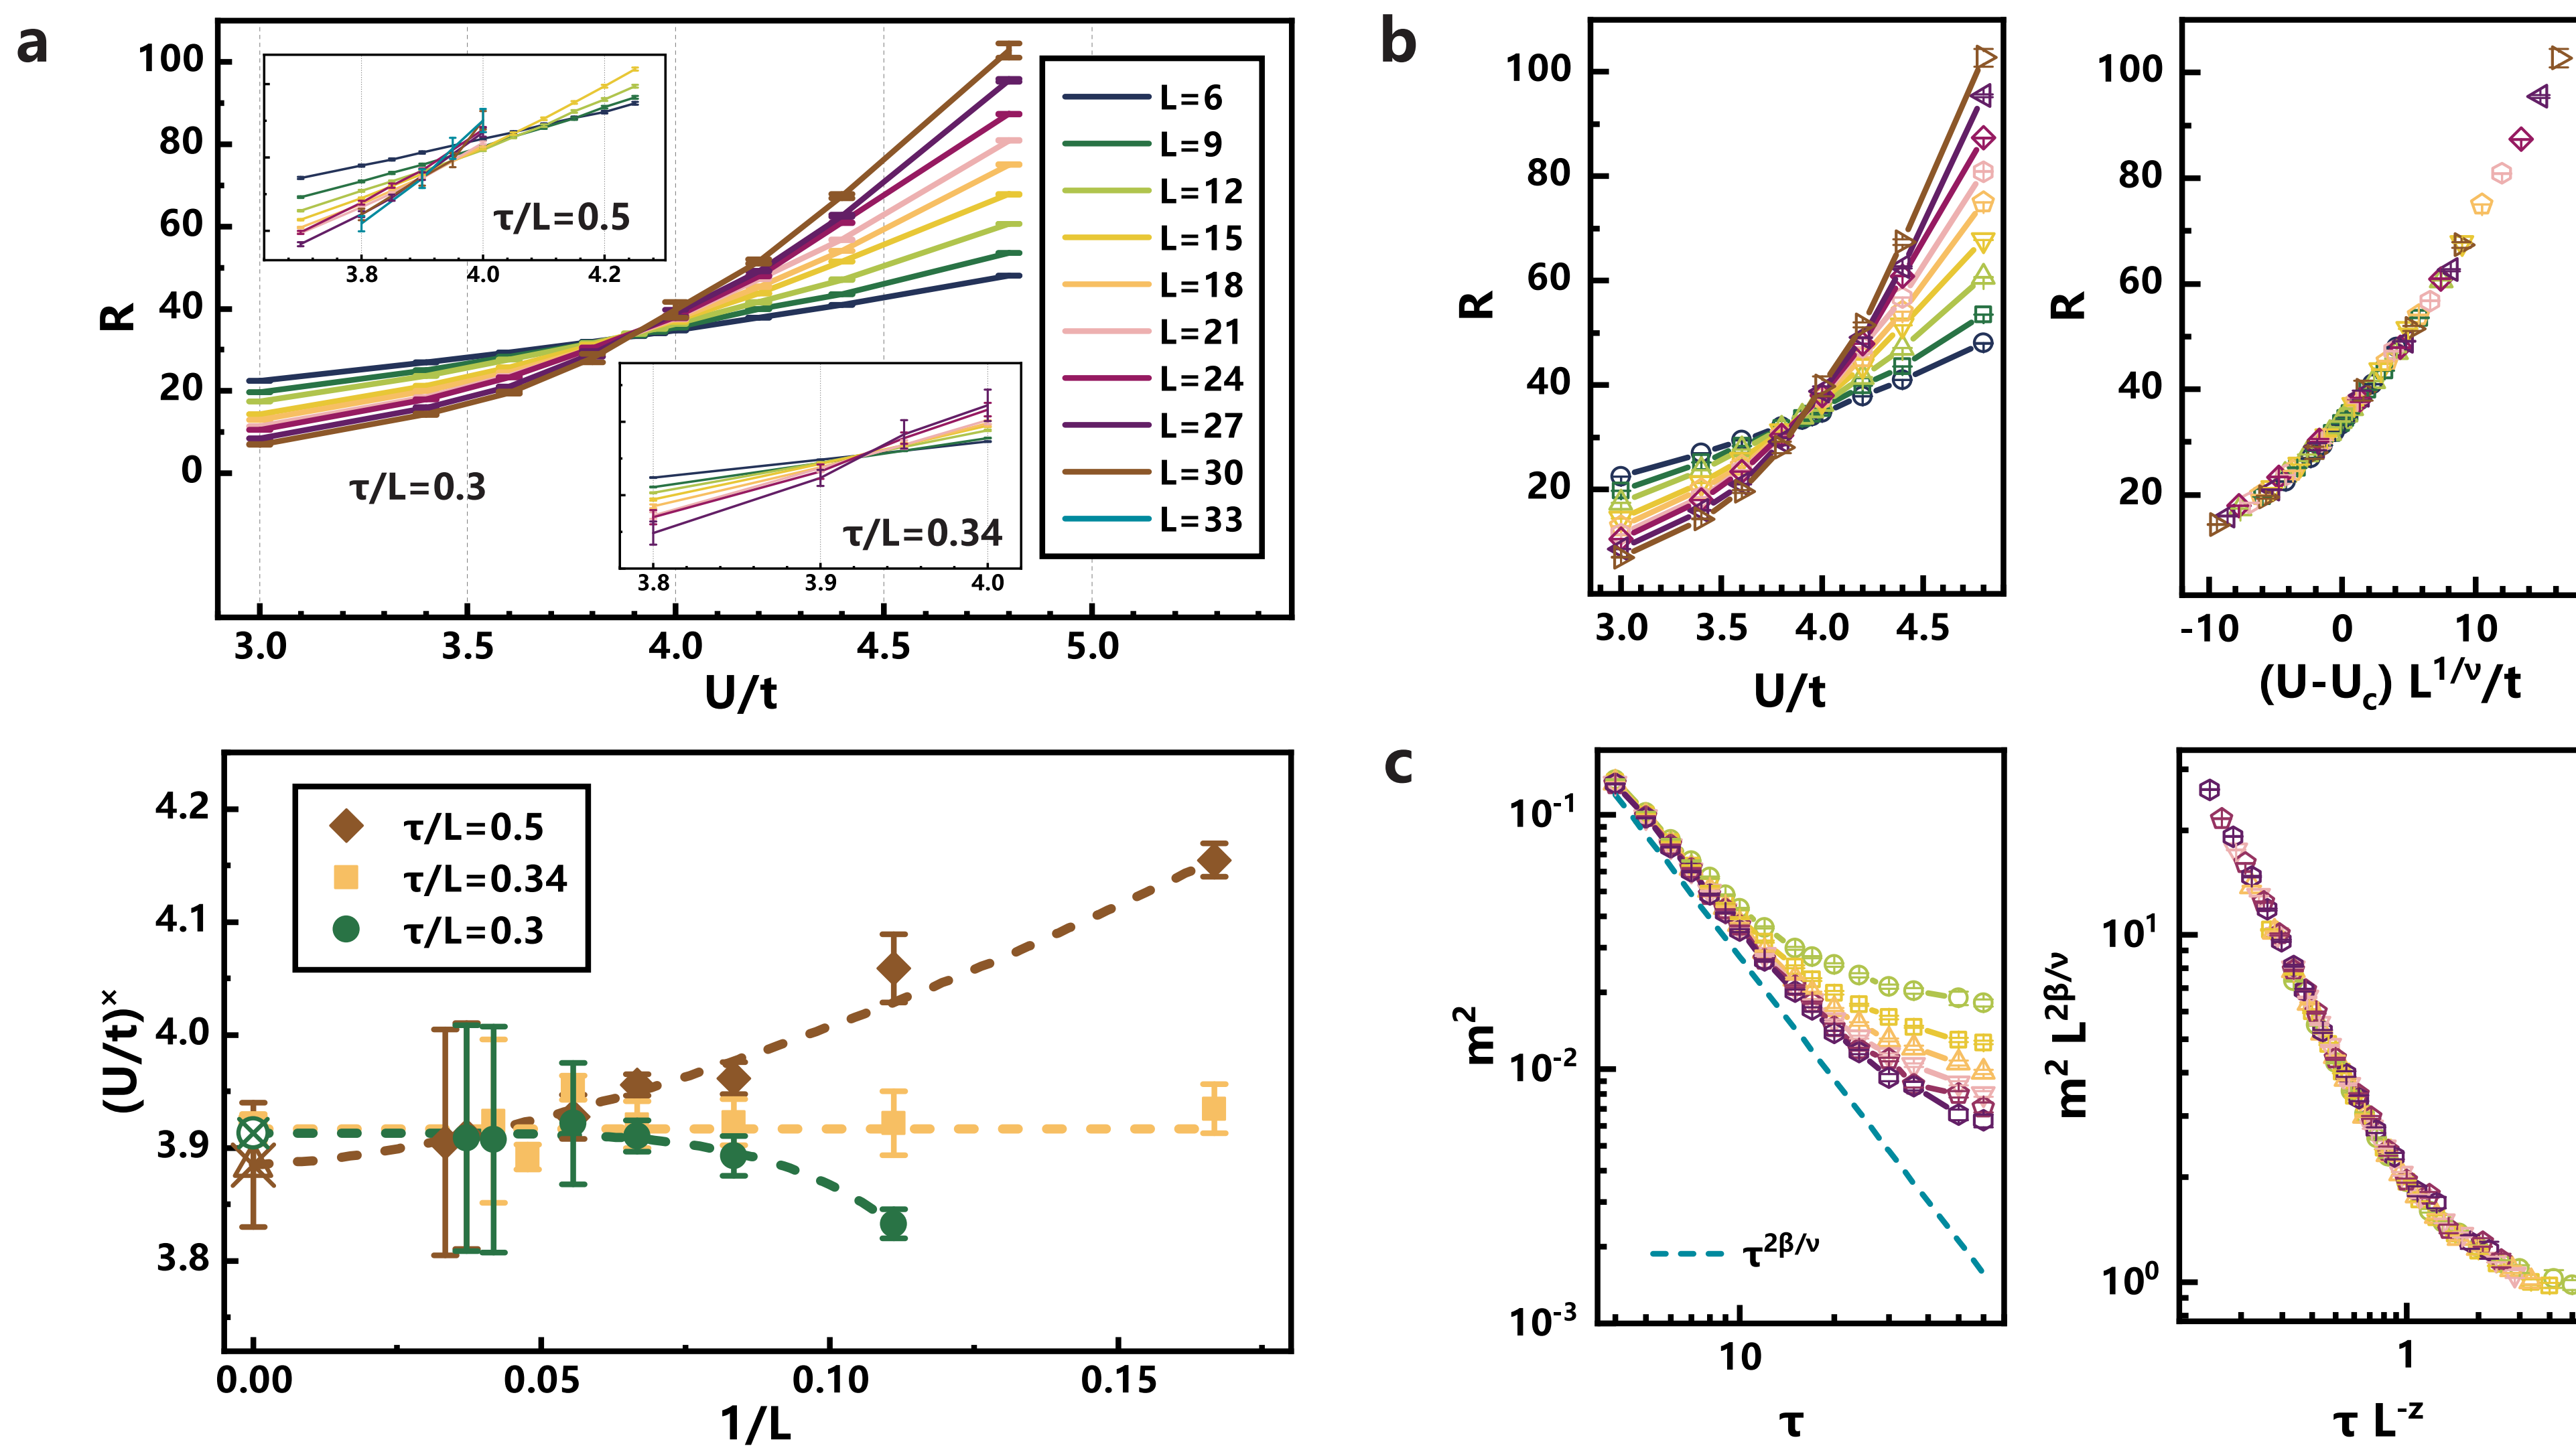 a
100
80
60
40
20
0
R
3.0
3.5
4.0
4.5
5.0
U/t
τ/L=0.3
3.8
4.0
4.2
τ/L=0.5
3.8
3.9
4.0
τ/L=0.34
L=6
L=9
L=12
L=15
L=18
L=21
L=24
L=27
L=30
L=33
b
100
80
60
40
20
R
3.0
3.5
4.0
4.5
U/t
100
80
60
40
20
R
-10
0
10
(U-U_c) L^{1/ν}/t
4.2
4.1
4.0
3.9
3.8
(U/t)^×
τ/L=0.5
τ/L=0.34
τ/L=0.3
0.00
0.05
0.10
0.15
1/L
c
10^{-1}
10^{-2}
10^{-3}
m^2
τ^{2β/ν}
10
τ
10^1
10^0
m^2 L^{2β/ν}
1
τ L^{-z}